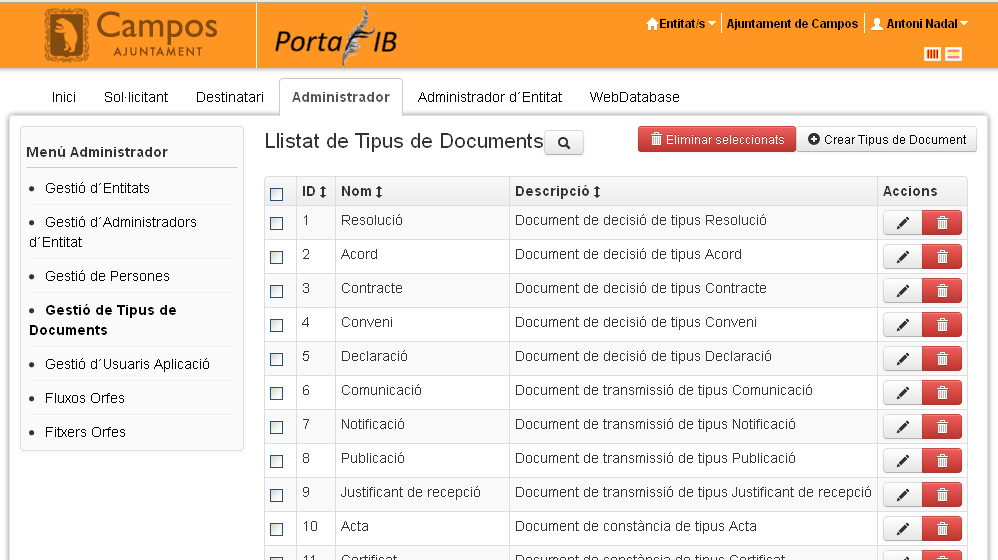 Campos
AJUNTAMENT
PortaFIB
Entitat/s
Ajuntament de Campos
Antoni Nadal
Inici
Sol·licitant
Destinatari
Administrador
Administrador d´Entitat
WebDatabase
Menú Administrador
Gestió d´Entitats
Gestió d´Administradors
d´Entitat
Gestió de Persones
Gestió de Tipus de
Documents
Gestió d´Usuaris Aplicació
Fluxos Orfes
Fitxers Orfes
Llistat de Tipus de Documents
Eliminar seleccionats
Crear Tipus de Document
ID Nom Descripció Accions
1 Resolució Document de decisió de tipus Resolució
2 Acord Document de decisió de tipus Acord
3 Contracte Document de decisió de tipus Contracte
4 Conveni Document de decisió de tipus Conveni
5 Declaració Document de decisió de tipus Declaració
6 Comunicació Document de transmissió de tipus Comunicació
7 Notificació Document de transmissió de tipus Notificació
8 Publicació Document de transmissió de tipus Publicació
9 Justificant de recepció Document de transmissió de tipus Justificant de recepció
10 Acta Document de constància de tipus Acta
11 Certificat Document de constància de tipus Certificat